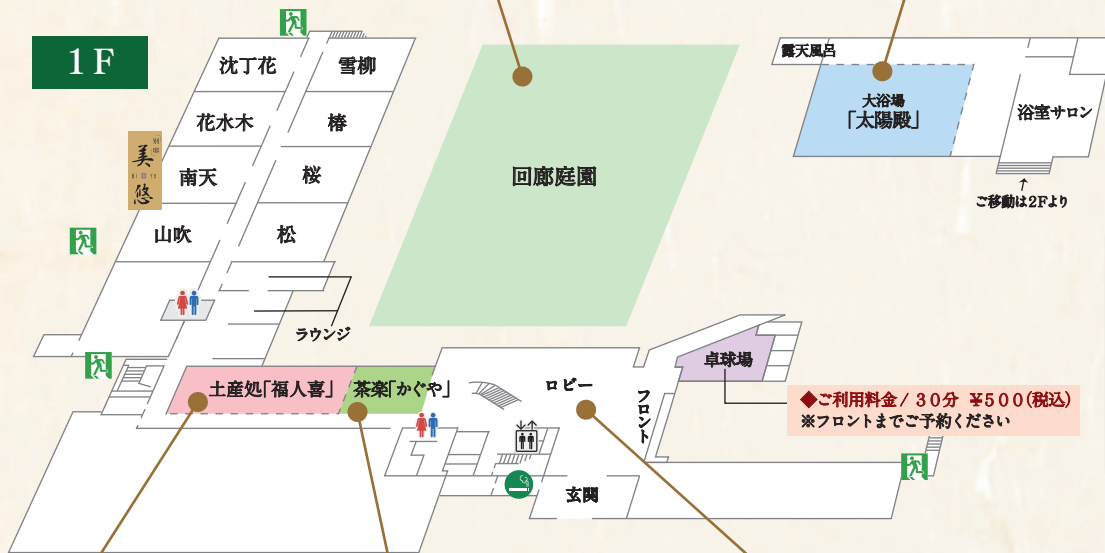 1F
沈丁花
雪柳
花水木
椿
別邸
美
BI YU
悠
南天
桜
山吹
松
ラウンジ
回廊庭園
露天風呂
大浴場
「太陽殿」
浴室サロン
↑
ご移動は2Fより
土産処「福人喜」
茶楽「かぐや」
ロビー
フロント
卓球場
◆ご利用料金/30分 ¥500(税込)
※フロントまでご予約ください
玄関